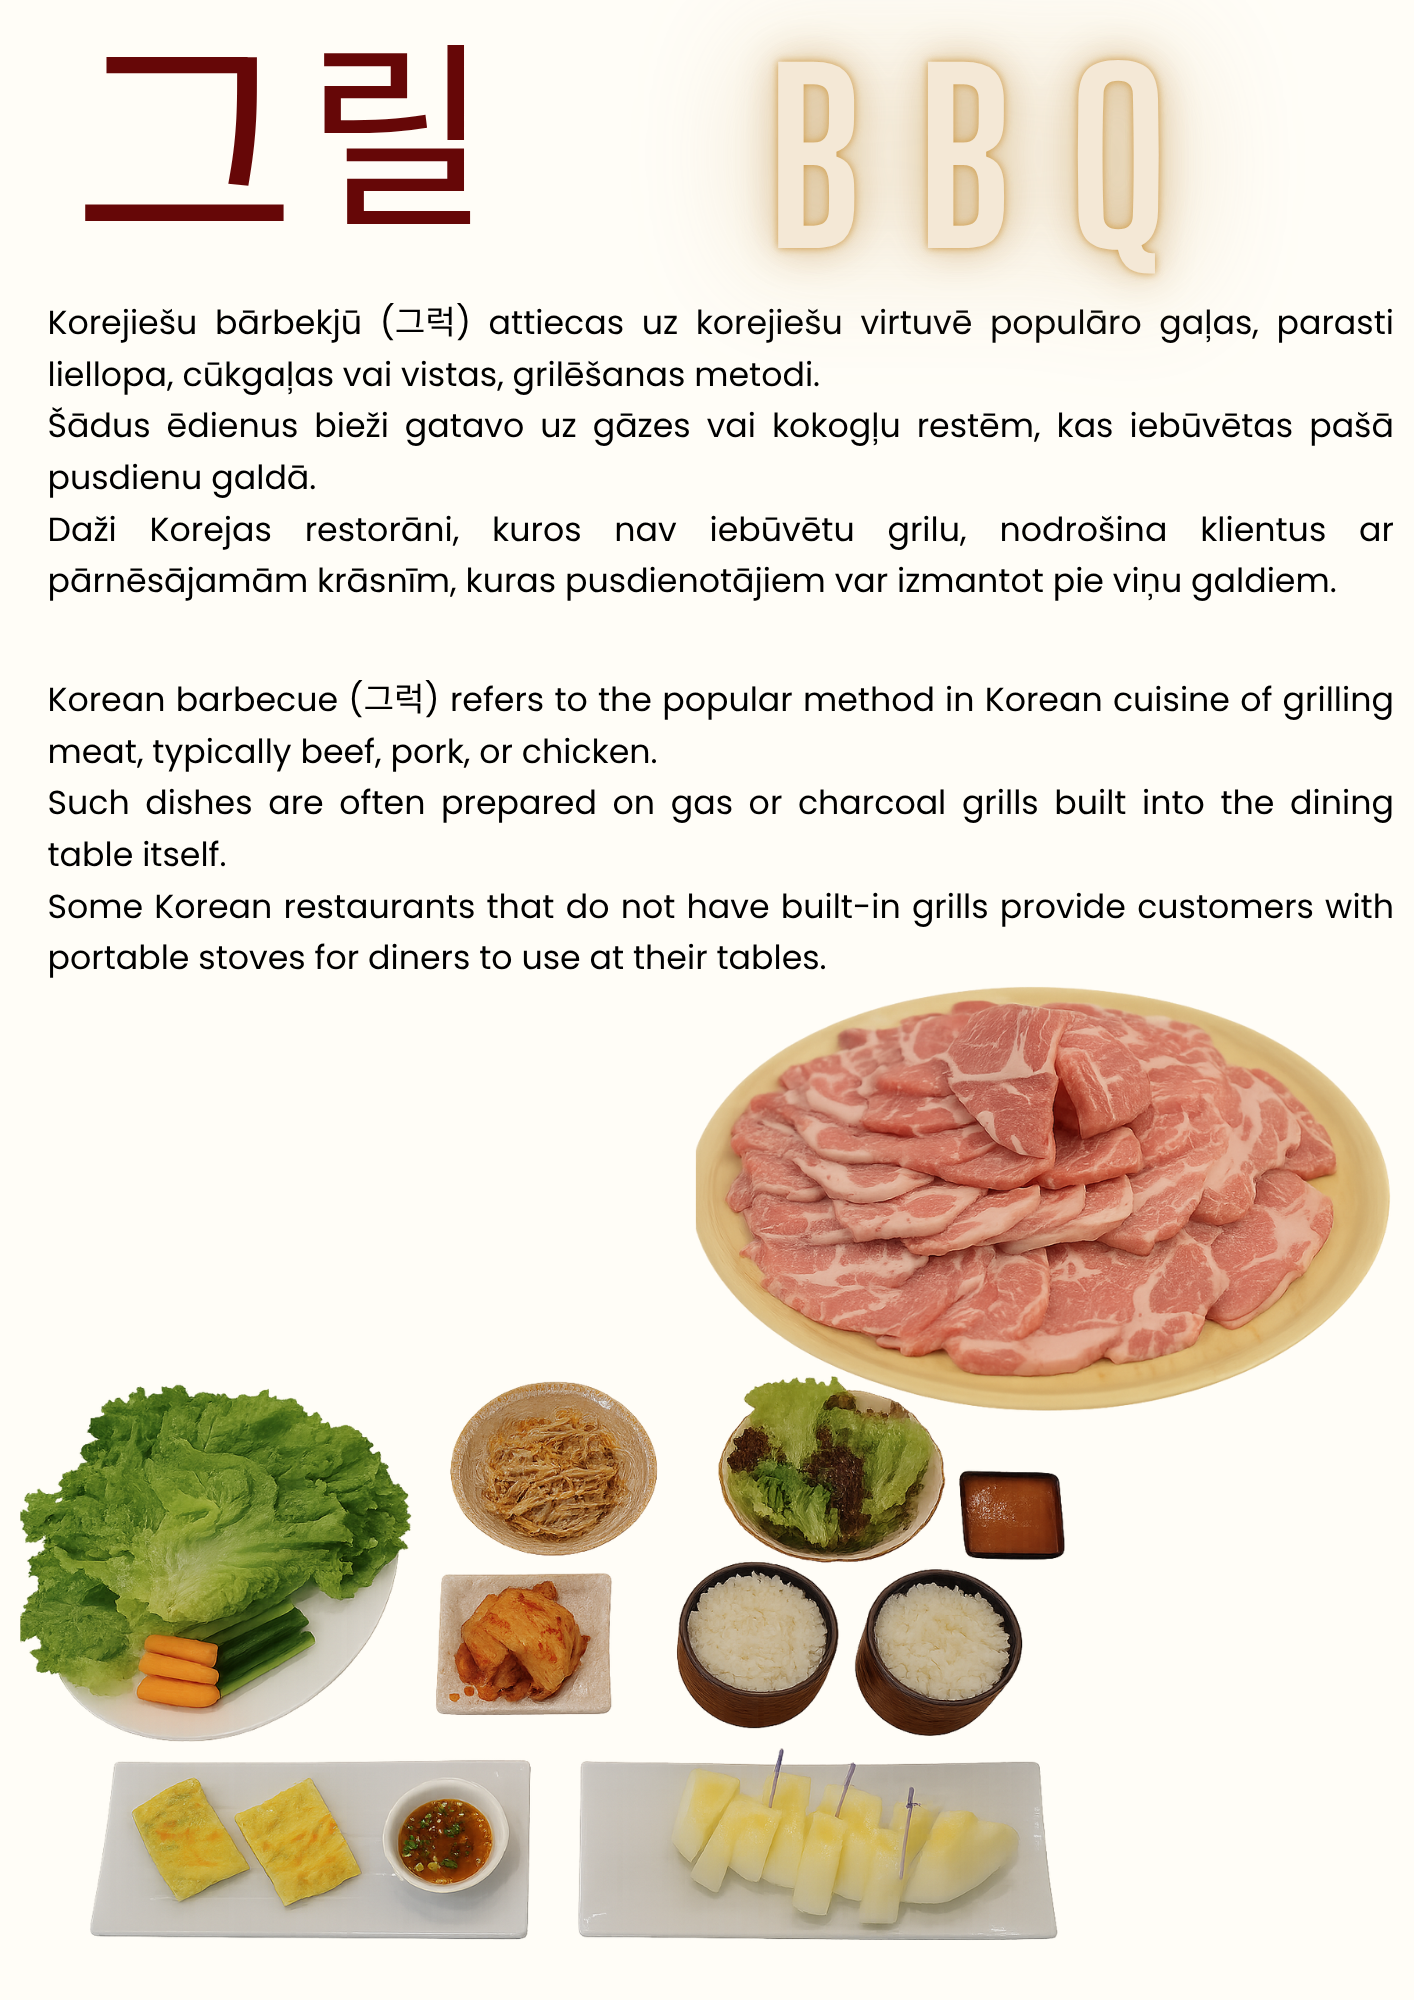 그릴
BBQ
Korejiešu bārbekjū (그럭) attiecas uz korejiešu virtuvē populāro gaļas, parasti
liellopa, cūkgaļas vai vistas, grilēšanas metodi.
Šādus ēdienus bieži gatavo uz gāzes vai kokogļu restēm, kas iebūvētas pašā
pusdienu galdā.
Daži Korejas restorāni, kuros nav iebūvētu grilu, nodrošina klientus ar
pārnēsājamām krāsnīm, kuras pusdienotājiem var izmantot pie viņu galdiem.
Korean barbecue (그럭) refers to the popular method in Korean cuisine of grilling
meat, typically beef, pork, or chicken.
Such dishes are often prepared on gas or charcoal grills built into the dining
table itself.
Some Korean restaurants that do not have built-in grills provide customers with
portable stoves for diners to use at their tables.